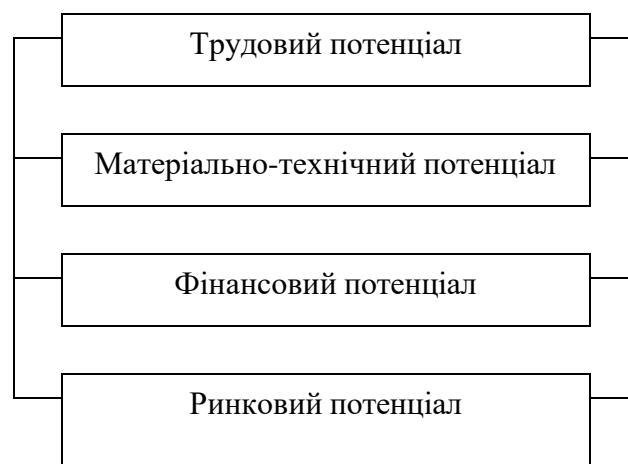 Трудовий потенціал
Матеріально-технічний потенціал
Фінансовий потенціал
Ринковий потенціал